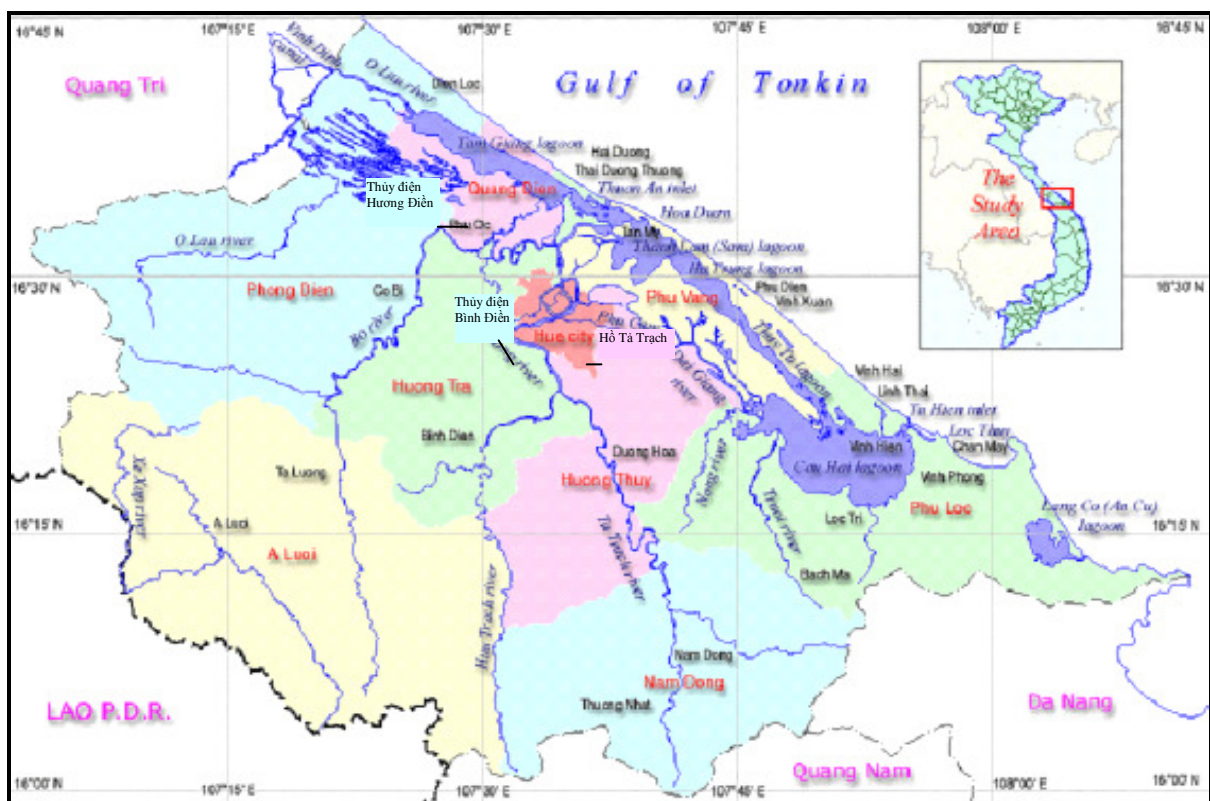 16°45' N
107°15' E
107°30' E
107°45' E
108°00' E
16°45' N
Quang Tri
Vinh Dinh
canal
O Lau river
Dien Loc
Gulf of Tonkin
Tam Giang lagoon
Hai Duong
Thai Duong Thuong
Thuan An inlet
Quang Dien
Thủy điện
Hương Điền
Hoa Duan
Phu Oc
Tan My
O Lau river
Thanh Lam (Sam) lagoon
Ha Trung lagoon
The
Study
Area
16°30' N
Phong Dien
Co Bi
Phu Dien
Vinh Xuan
16°30' N
Thủy điện
Bình Điền
Phu Vang
Bo river
Hue city
Hồ Tả Trạch
Thuy Tu lagoon
river
Dai Giang
river
Vinh Hai
Linh Thai
Huong Tra
Tu Hien inlet
Loc Thuy
Binh Dien
Duong Hoa
Vinh Hien
Chan May
Cau Hai lagoon
Ta Luong
Huong Thuy
Nong river
Vinh Phong
Phu Loc
Lang Co (An Cu)
lagoon
A Luoi
A Luoi
Truoi river
Loc Tri
16°15' N
16°15' N
Ta Trach river
Bach Ma
Huu Trach river
Nam Dong
Nam Dong
Thuong Nhat
LAO P.D.R.
Da Nang
Quang Nam
16°00' N
107°15' E
107°30' E
107°45' E
108°00' E
16°00' N